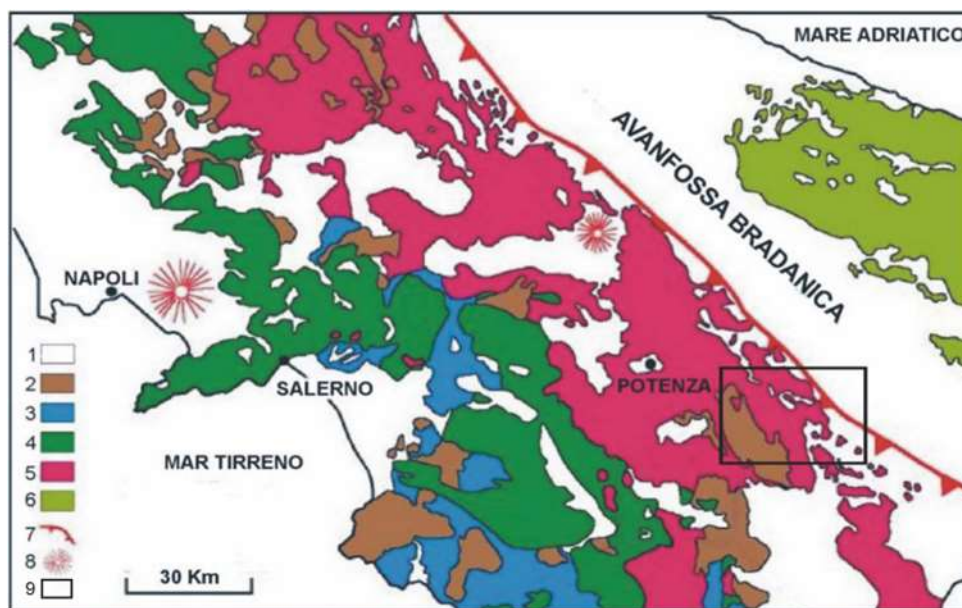 MARE ADRIATICO
AVANFOSSA BRADANICA
NAPOLI
POTENZA
SALERNO
MAR TIRRENO
1
2
3
4
5
6
7
8
9
30 Km